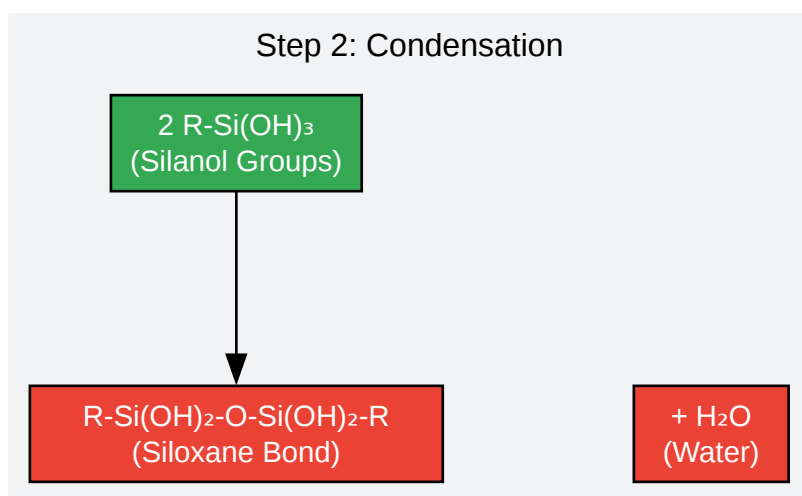 Step 2: Condensation
2 R-Si(OH)₃
(Silanol Groups)
R-Si(OH)₂-O-Si(OH)₂-R
(Siloxane Bond)
+ H₂O
(Water)